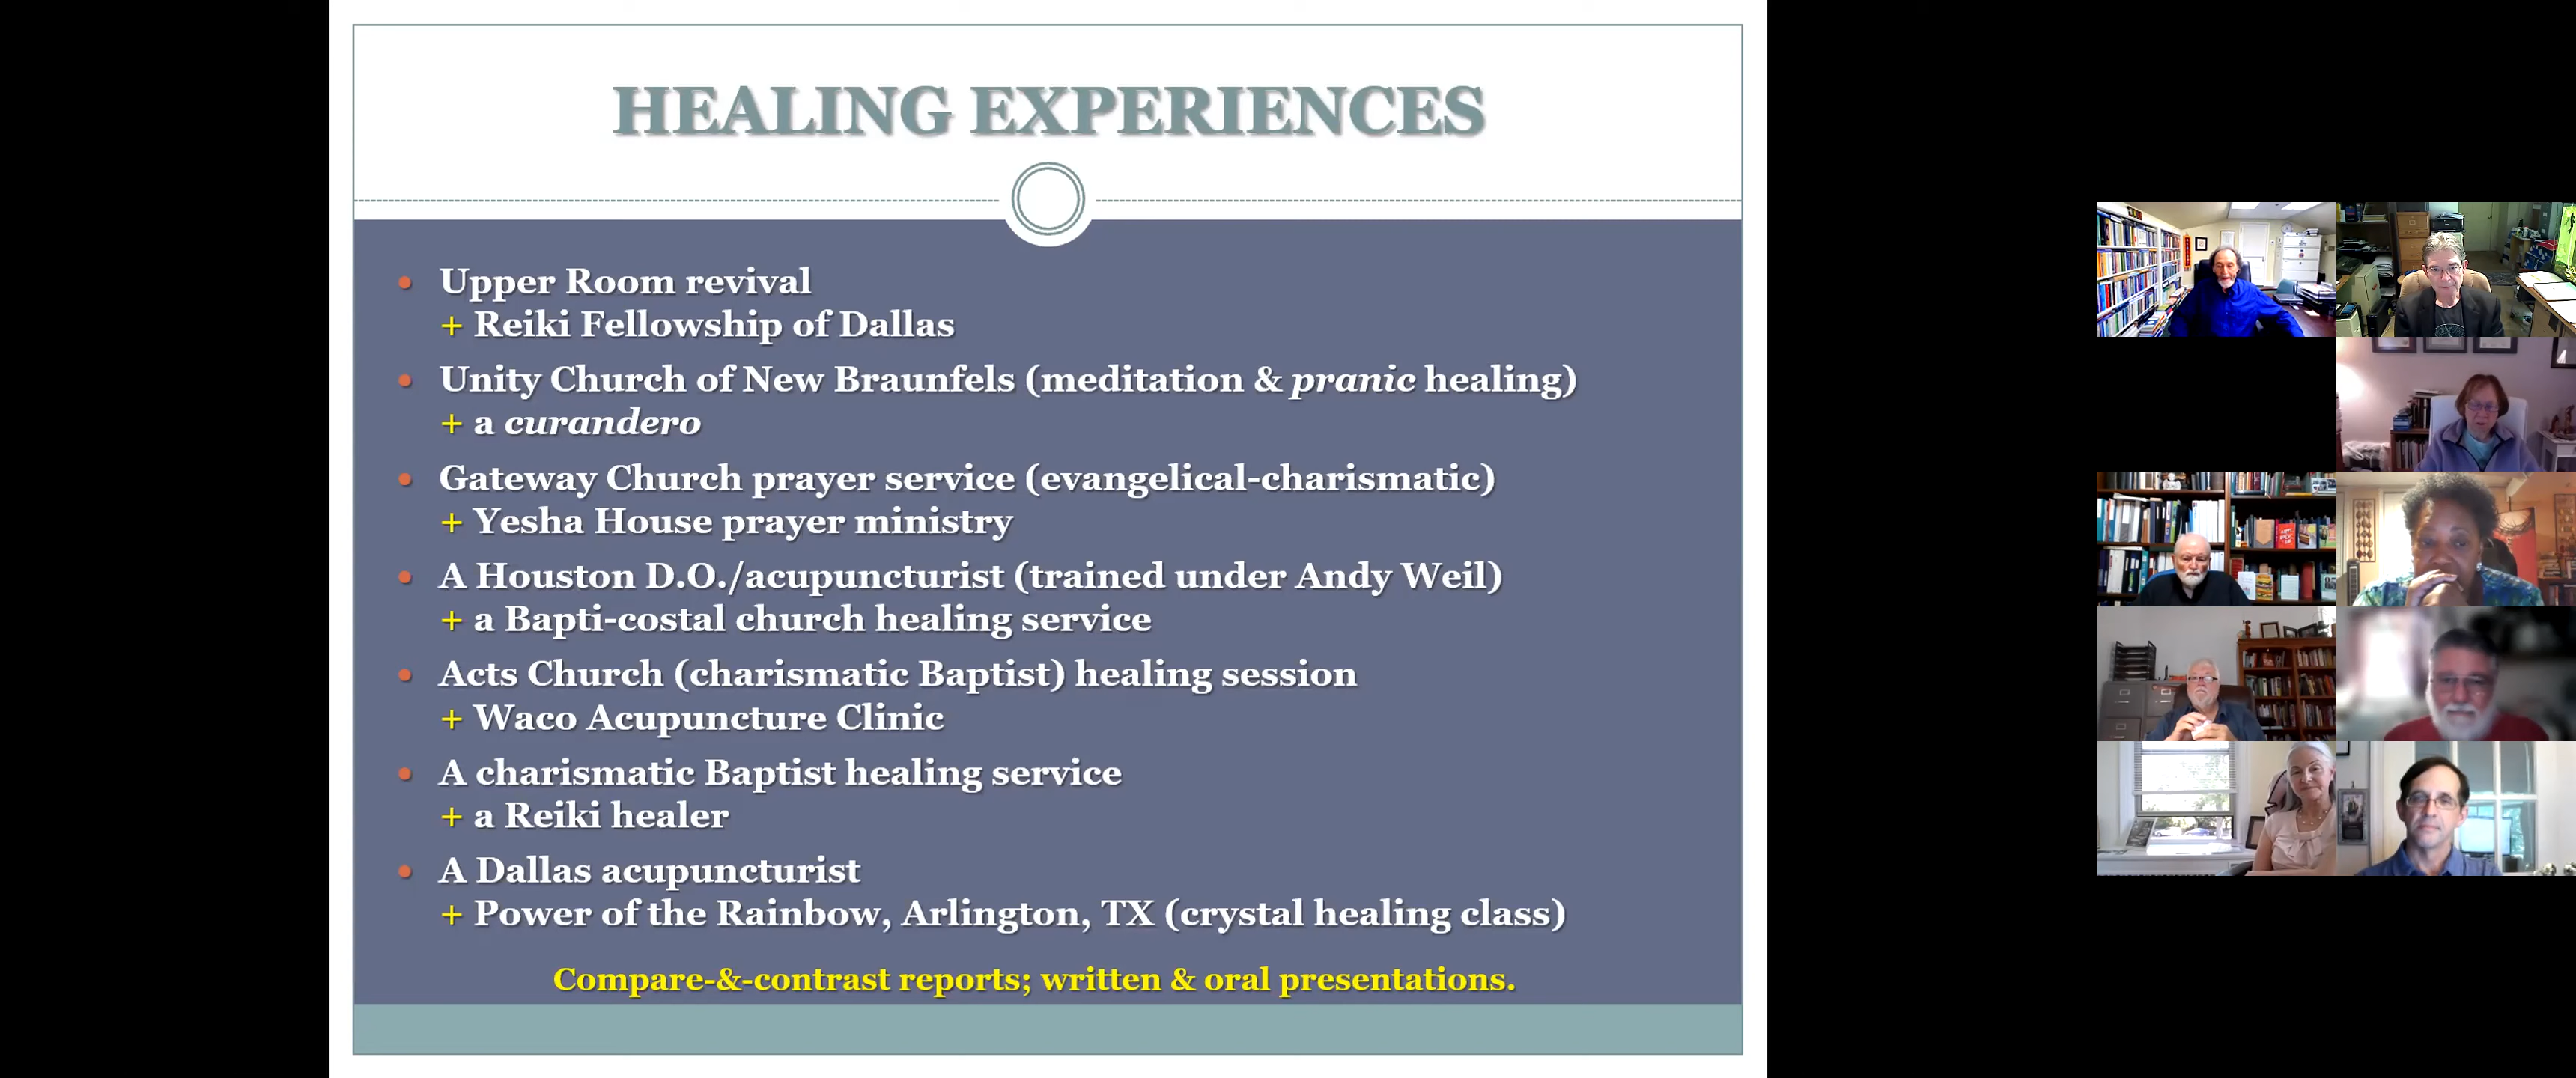 HEALING EXPERIENCES
• Upper Room revival
+ Reiki Fellowship of Dallas
• Unity Church of New Braunfels (meditation & pranic healing)
+ a curandero
• Gateway Church prayer service (evangelical-charismatic)
+ Yesha House prayer ministry
• A Houston D.O./acupuncturist (trained under Andy Weil)
+ a Bapti-costal church healing service
• Acts Church (charismatic Baptist) healing session
+ Waco Acupuncture Clinic
• A charismatic Baptist healing service
+ a Reiki healer
• A Dallas acupuncturist
+ Power of the Rainbow, Arlington, TX (crystal healing class)
Compare-&-contrast reports; written & oral presentations.